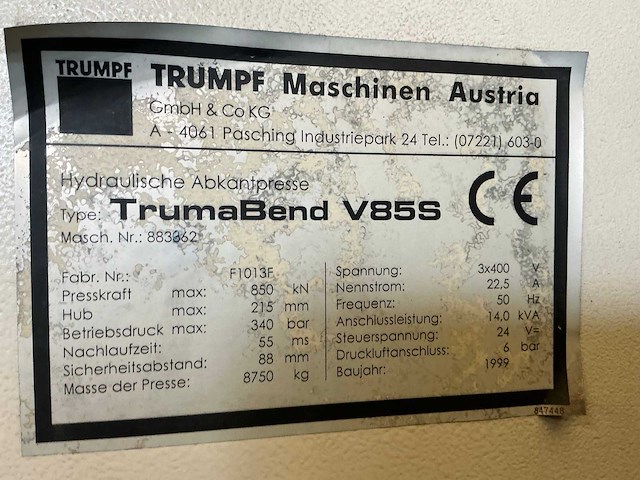 TRUMPF
TRUMPF Maschinen Austria
GmbH & Co KG
A - 4061 Pasching Industriepark 24 Tel.: (07221) 603-0
Hydraulische Abkantpresse
Type: TrumaBend V85S
CE
Masch. Nr.: 883362
Fabr. Nr.: F1013F
Presskraft max: 850 kN
Hub max: 215 mm
Betriebsdruck max: 340 bar
Nachlaufzeit: 55 ms
Sicherheitsabstand: 88 mm
Masse der Presse: 8750 kg
Spannung: 3x400 V
Nennstrom: 22,5 A
Frequenz: 50 Hz
Anschlussleistung: 14,0 kVA
Steuerspannung: 24 V=
Druckluftanschluss: 6 bar
Baujahr: 1999